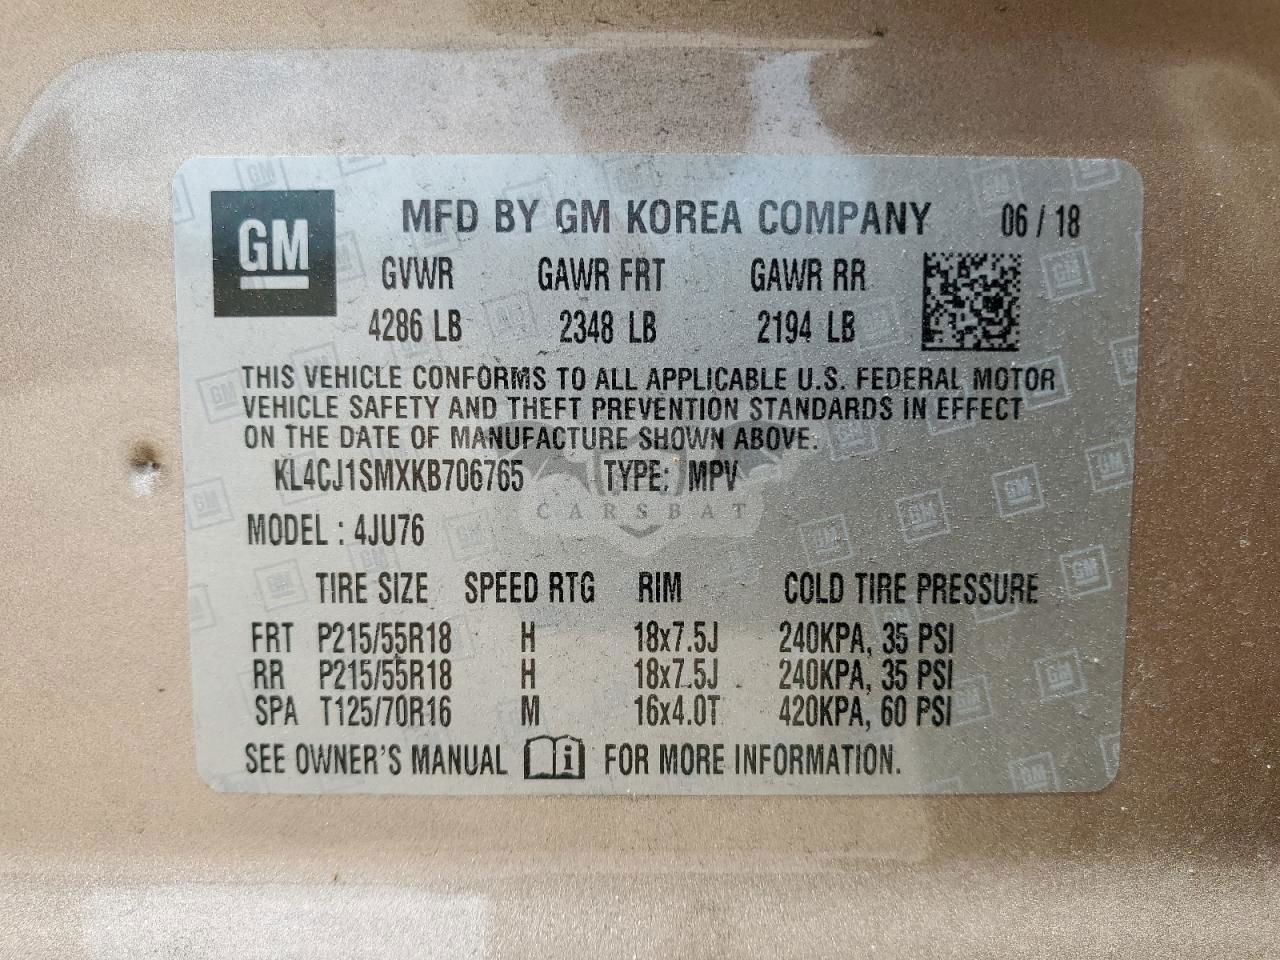 GM
MFD BY GM KOREA COMPANY 06 / 18
GVWR GAWR FRT GAWR RR
4286 LB 2348 LB 2194 LB
THIS VEHICLE CONFORMS TO ALL APPLICABLE U.S. FEDERAL MOTOR
VEHICLE SAFETY AND THEFT PREVENTION STANDARDS IN EFFECT
ON THE DATE OF MANUFACTURE SHOWN ABOVE.
KL4CJ1SMXKB706765 TYPE: MPV
CARSBAT
MODEL : 4JU76
TIRE SIZE SPEED RTG RIM COLD TIRE PRESSURE
FRT P215/55R18 H 18x7.5J 240KPA, 35 PSI
RR P215/55R18 H 18x7.5J 240KPA, 35 PSI
SPA T125/70R16 M 16x4.0T 420KPA, 60 PSI
SEE OWNER'S MANUAL i FOR MORE INFORMATION.